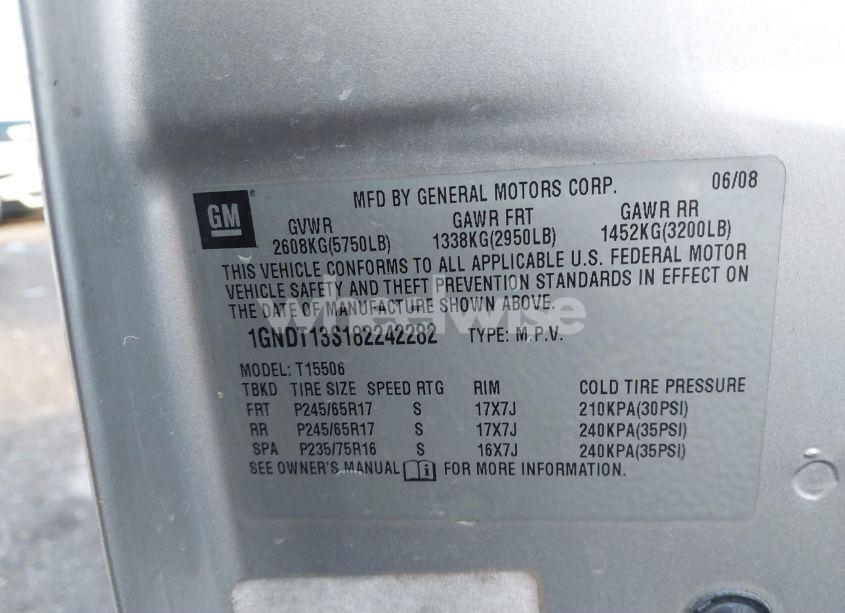 GM
®
MFD BY GENERAL MOTORS CORP. 06/08
GVWR GAWR FRT GAWR RR
2608KG(5750LB) 1338KG(2950LB) 1452KG(3200LB)
THIS VEHICLE CONFORMS TO ALL APPLICABLE U.S. FEDERAL MOTOR
VEHICLE SAFETY AND THEFT PREVENTION STANDARDS IN EFFECT ON
THE DATE OF MANUFACTURE SHOWN ABOVE.
wheelwise
1GNDT13S182242282 TYPE: M.P.V.
MODEL: T15506
TBKD TIRE SIZE SPEED RTG RIM COLD TIRE PRESSURE
FRT P245/65R17 S 17X7J 210KPA(30PSI)
RR P245/65R17 S 17X7J 240KPA(35PSI)
SPA P235/75R16 S 16X7J 240KPA(35PSI)
SEE OWNER'S MANUAL i FOR MORE INFORMATION.